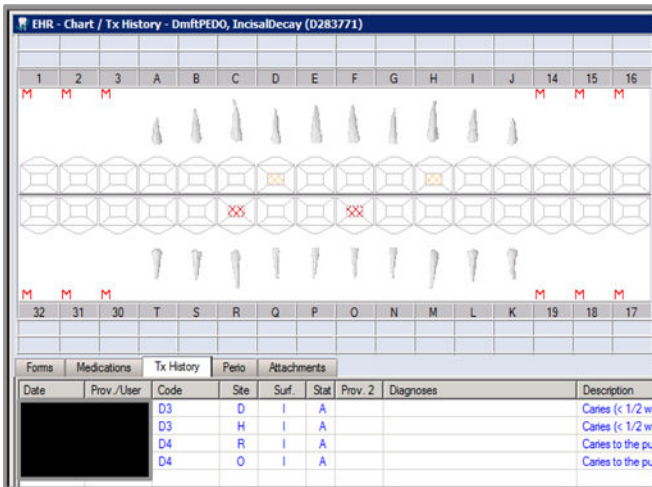 EHR - Chart / Tx History - DmftPEDO, IncisalDecay (D283771)
1 2 3 A B C D E F G H I J 14 15 16
M M M M M M
M M M M M M
32 31 30 T S R Q P O N M L K 19 18 17
Forms Medications Tx History Perio Attachments
Date Prov./User Code Site Surf. Stat Prov. 2 Diagnoses Description
D3 D I A Caries (< 1/2 w
D3 H I A Caries (< 1/2 w
D4 R I A Caries to the pu
D4 O I A Caries to the pu